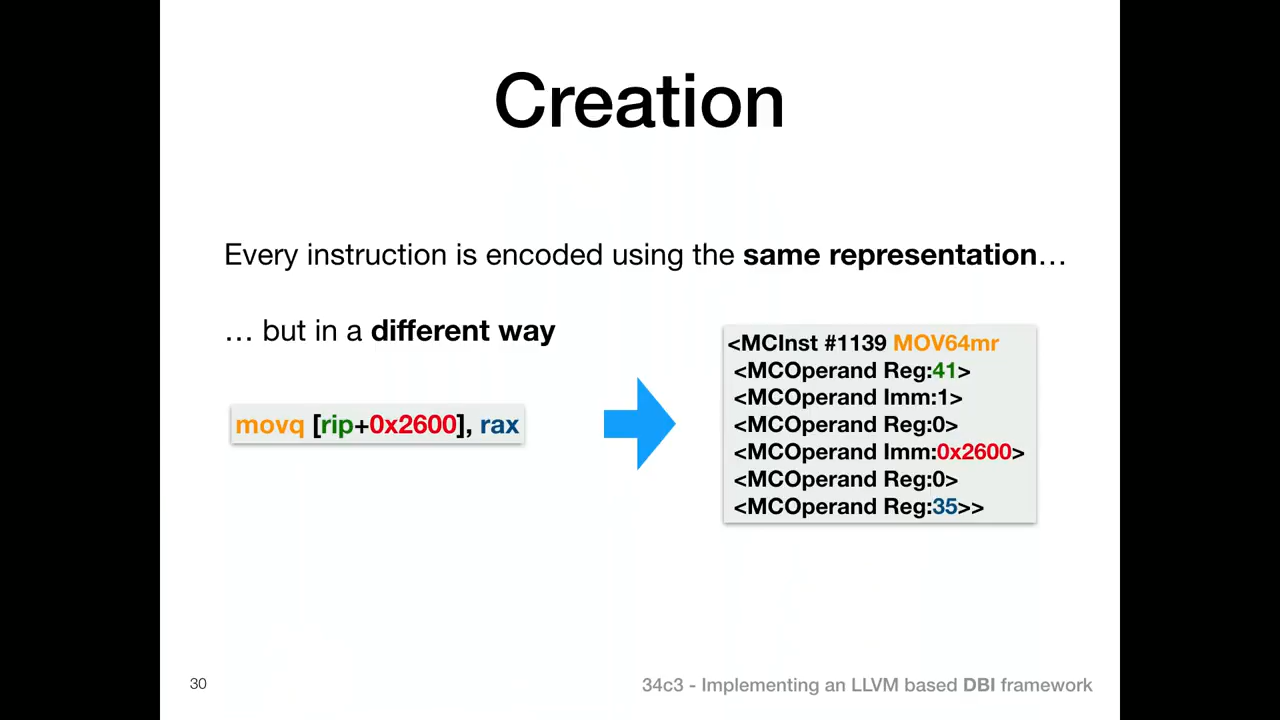 Creation
Every instruction is encoded using the same representation…
… but in a different way
movq [rip+0x2600], rax
<MCInst #1139 MOV64mr
<MCOperand Reg:41>
<MCOperand Imm:1>
<MCOperand Reg:0>
<MCOperand Imm:0x2600>
<MCOperand Reg:0>
<MCOperand Reg:35>>
30
34c3 - Implementing an LLVM based DBI framework